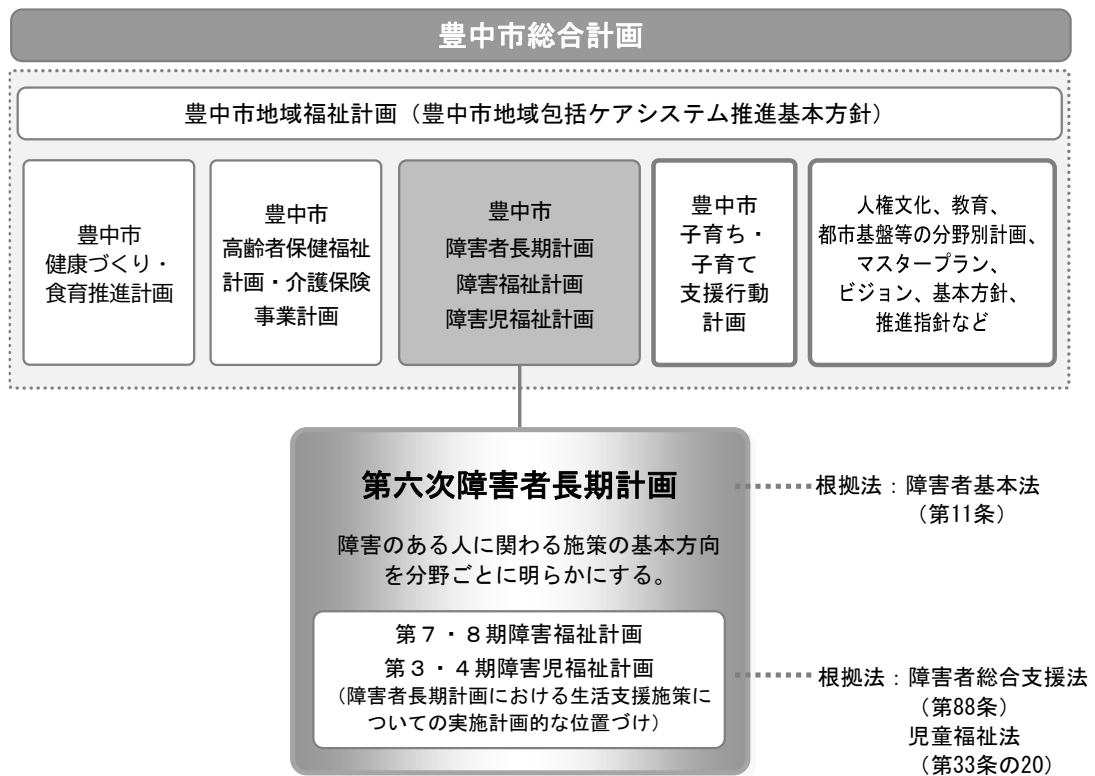 豊中市総合計画
豊中市地域福祉計画（豊中市地域包括ケアシステム推進基本方針）
豊中市
健康づくり・
食育推進計画
豊中市
高齢者保健福祉
計画・介護保険
事業計画
豊中市
障害者長期計画
障害福祉計画
障害児福祉計画
豊中市
子育ち・
子育て
支援行動
計画
人権文化、教育、
都市基盤等の分野別計画、
マスタープラン、
ビジョン、基本方針、
推進指針など
第六次障害者長期計画
障害のある人に関わる施策の基本方向
を分野ごとに明らかにする。
第７・８期障害福祉計画
第３・４期障害児福祉計画
（障害者長期計画における生活支援施策に
ついての実施計画的な位置づけ）
根拠法：障害者基本法
（第11条）
根拠法：障害者総合支援法
（第88条）
児童福祉法
（第33条の20）